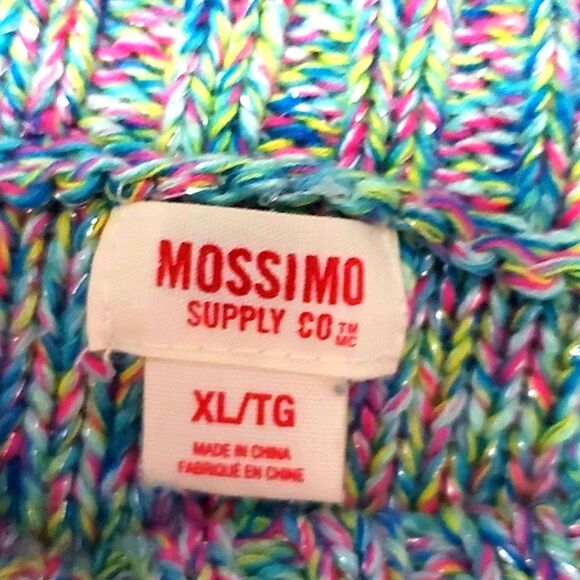 MOSSIMO
SUPPLY CO TM MC
XL/TG
MADE IN CHINA
FABRIQUÉ EN CHINE